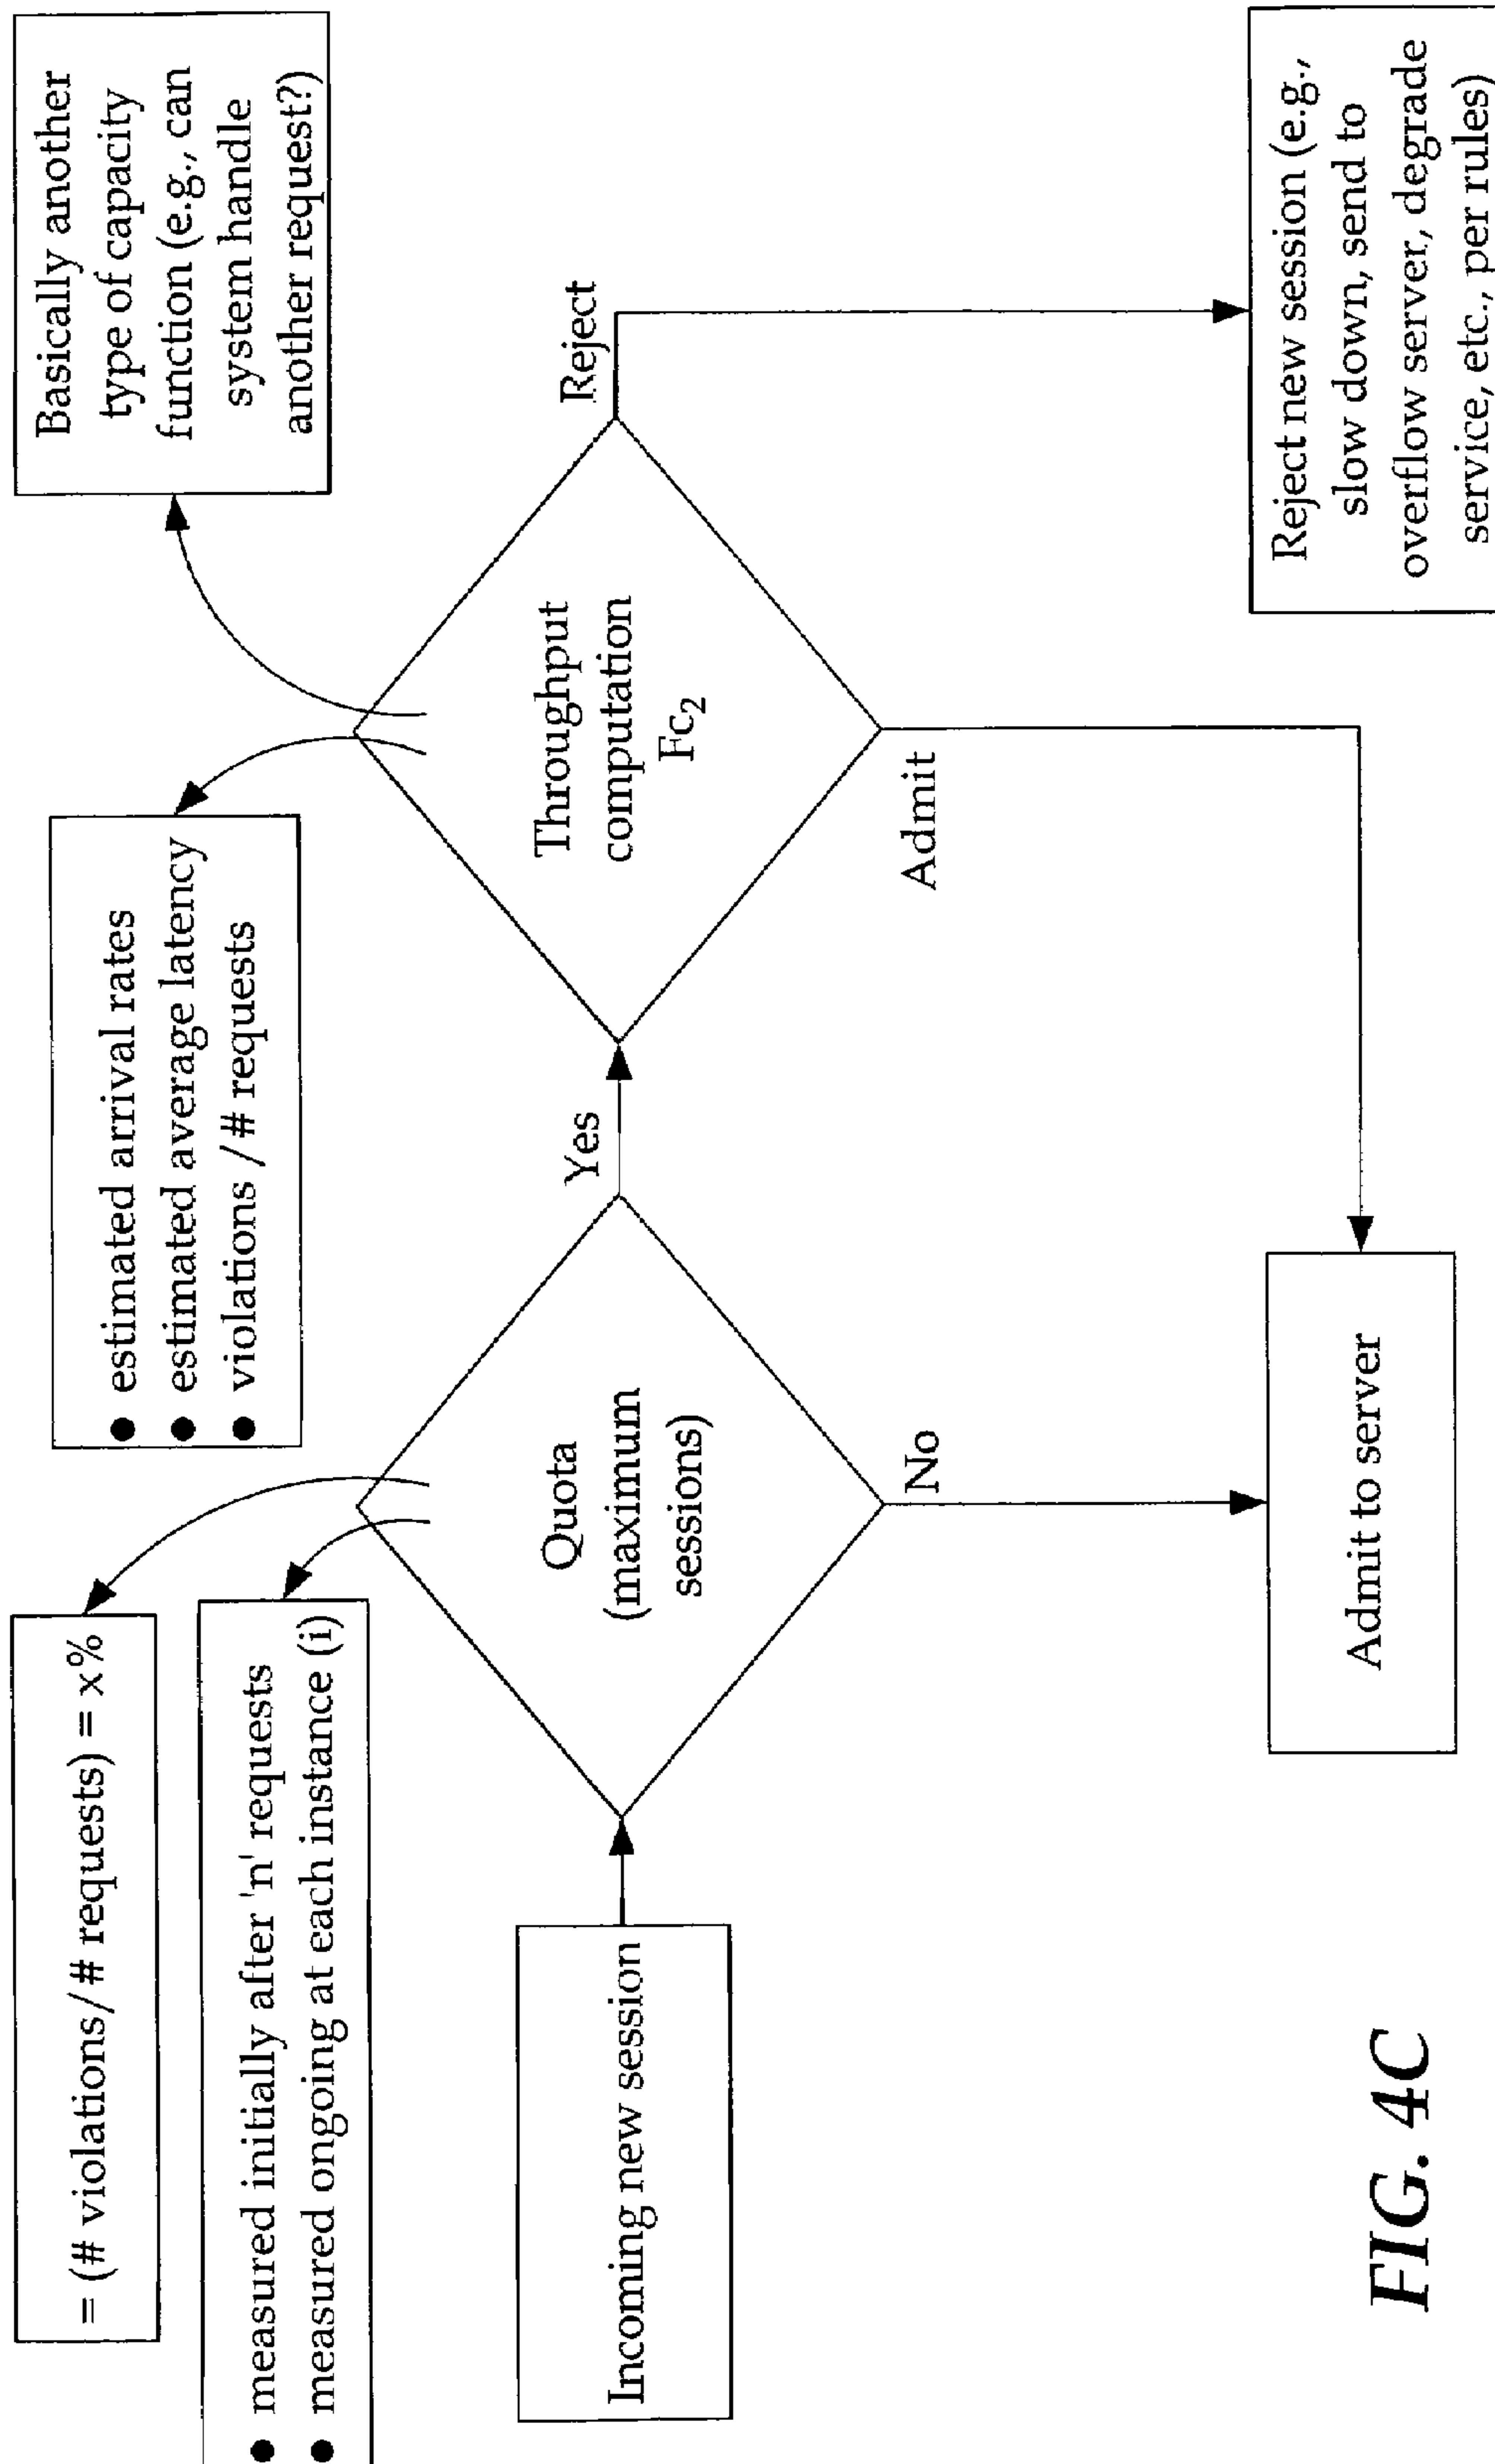 = (# violations/# requests) = x%
● measured initially after 'n' requests
● measured ongoing at each instance (i)
● estimated arrival rates
● estimated average latency
● violations /# requests
Basically another
type of capacity
function (e.g., can
system handle
another request?)
Incoming new session
Quota
(maximum
sessions)
Yes
No
Throughput
computation
Fc₂
Reject
Admit
Admit to server
Reject new session (e.g.,
slow down, send to
overflow server, degrade
service, etc., per rules)
FIG. 4C